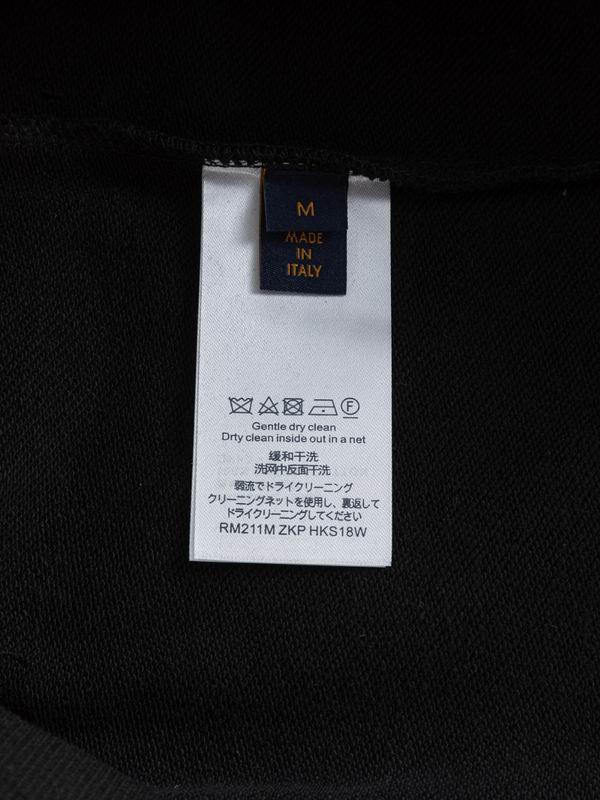 M
MADE
IN
ITALY
F
Gentle dry clean
Drty clean inside out in a net
缓和干洗
洗网中反面干洗
弱流でドライクリーニング
クリーニングネットを使用し、裏返して
ドライクリーニングしてください
RM211M ZKP HKS18W